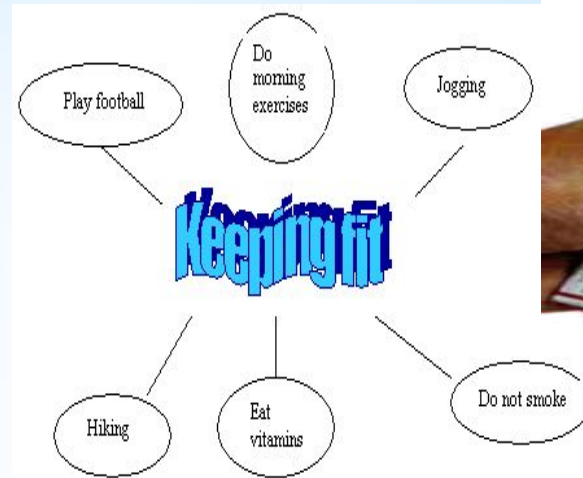 Do
morning
exercises
Play football
Jogging
Keeping fit
Hiking
Eat
vitamins
Do not smoke